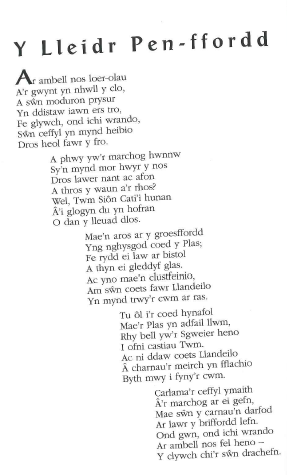 Y Lleidr Pen-ffordd
Ar ambell nos loer-olau
A'r gwynt yn nhwll y clo,
A sŵn moduron prysur
Yn ddistaw iawn ers tro,
Fe glywch, ond ichi wrando,
Sŵn ceffyl yn mynd heibio
Dros heol fawr y fro.
A phwy yw'r marchog hwnnw
Sy'n mynd mor hwyr y nos
Dros lawer nant ac afon
A thros y waun a'r rhos?
Wel, Twm Siôn Cati'i hunan
Â'i glogyn du yn hofran
O dan y lleuad dlos.
Mae'n aros ar y groesffordd
Yng nghysgod coed y Plas;
Fe rydd ei law ar bistol
A thyn ei gleddyf glas.
Ac yno mae'n clustfeinio,
Am sŵn coets fawr Llandeilo
Yn mynd trwy'r cwm ar ras.
Tu ôl i'r coed hynafol
Mae'r Plas yn adfail llwm,
Rhy bell yw'r Sgweier heno
I ofni castiau Twm.
Ac ni ddaw coets Llandeilo
Â charnau'r meirch yn fflachio
Byth mwy i fyny'r cwm.
Carlama'r ceffyl ymaith
Â'r marchog ar ei gefn,
Mae sŵn y carnau'n darfod
Ar lawr y briffordd lefn.
Ond gwn, ond ichi wrando
Ar ambell nos fel heno –
Y clywch chi'r sŵn drachefn.